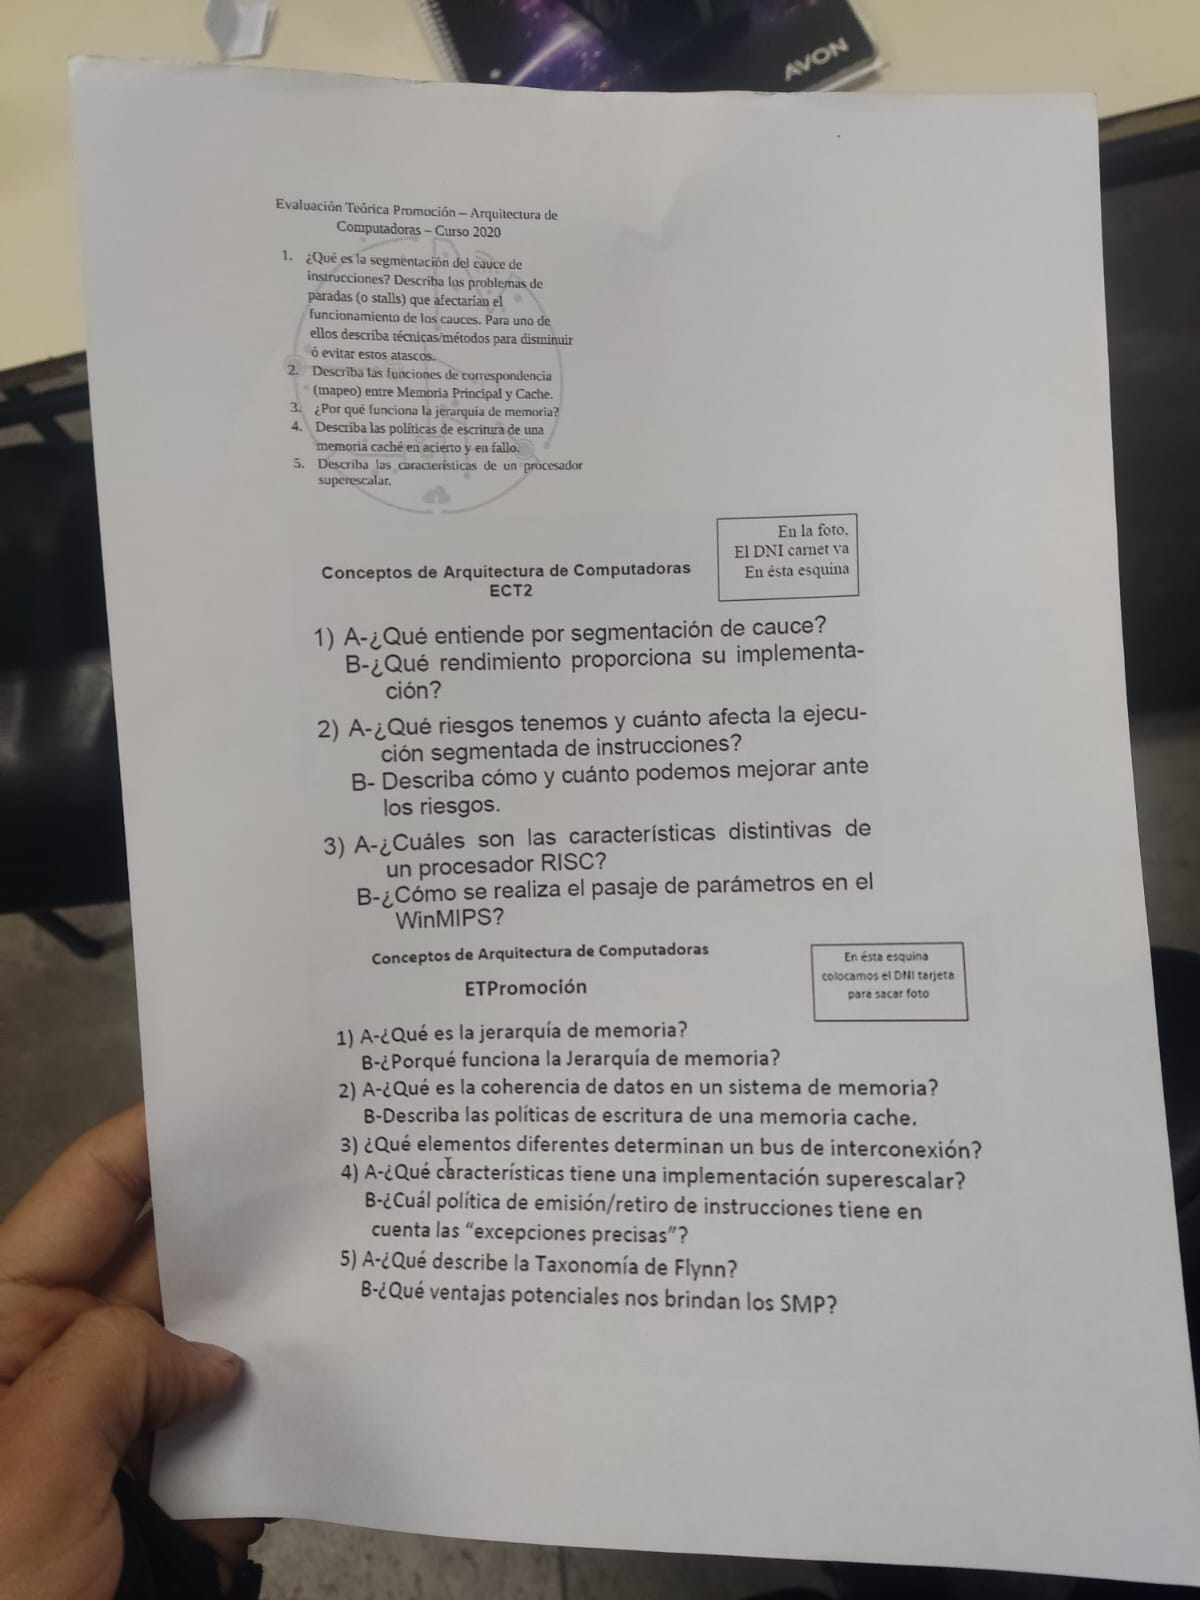 AVON
Evaluación Teórica Promoción – Arquitectura de
Computadoras – Curso 2020
1. ¿Qué es la segmentación del cauce de
instrucciones? Describa los problemas de
paradas (o stalls) que afectarían el
funcionamiento de los cauces. Para uno de
ellos describa técnicas/métodos para disminuir
ó evitar estos atascos.
2. Describa las funciones de correspondencia
(mapeo) entre Memoria Principal y Cache.
3. ¿Por qué funciona la jerarquía de memoria?
4. Describa las políticas de escritura de una
memoria caché en acierto y en fallo.
5. Describa las características de un procesador
superescalar.
En la foto,
El DNI carnet va
En ésta esquina
Conceptos de Arquitectura de Computadoras
ECT2
1) A-¿Qué entiende por segmentación de cauce?
B-¿Qué rendimiento proporciona su implementa-
ción?
2) A-¿Qué riesgos tenemos y cuánto afecta la ejecu-
ción segmentada de instrucciones?
B- Describa cómo y cuánto podemos mejorar ante
los riesgos.
3) A-¿Cuáles son las características distintivas de
un procesador RISC?
B-¿Cómo se realiza el pasaje de parámetros en el
WinMIPS?
Conceptos de Arquitectura de Computadoras
En ésta esquina
colocamos el DNI tarjeta
para sacar foto
ETPromoción
1) A-¿Qué es la jerarquía de memoria?
B-¿Porqué funciona la Jerarquía de memoria?
2) A-¿Qué es la coherencia de datos en un sistema de memoria?
B-Describa las políticas de escritura de una memoria cache.
3) ¿Qué elementos diferentes determinan un bus de interconexión?
4) A-¿Qué características tiene una implementación superescalar?
B-¿Cuál política de emisión/retiro de instrucciones tiene en
cuenta las “excepciones precisas”?
5) A-¿Qué describe la Taxonomía de Flynn?
B-¿Qué ventajas potenciales nos brindan los SMP?